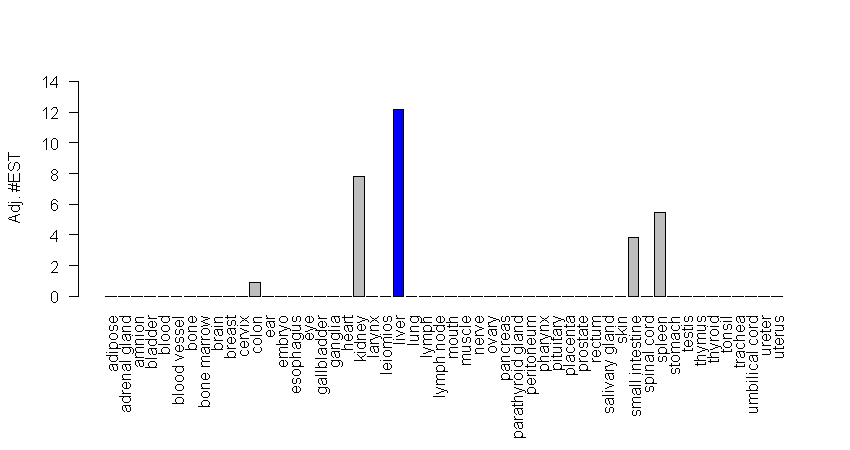 Adj. #EST
14
12
10
8
6
4
2
0
adipose
adrenal gland
amnion
bladder
blood
blood vessel
bone
bone marrow
brain
breast
cervix
colon
ear
embryo
esophagus
eye
gallbladder
ganglia
heart
kidney
larynx
leiomios
liver
lung
lymph
lymph node
mouth
muscle
nerve
ovary
pancreas
parathyroid gland
peritoneum
pharynx
pituitary
placenta
prostate
rectum
salivary gland
skin
small intestine
spinal cord
spleen
stomach
testis
thymus
thyroid
tonsil
trachea
umbilical cord
ureter
uterus